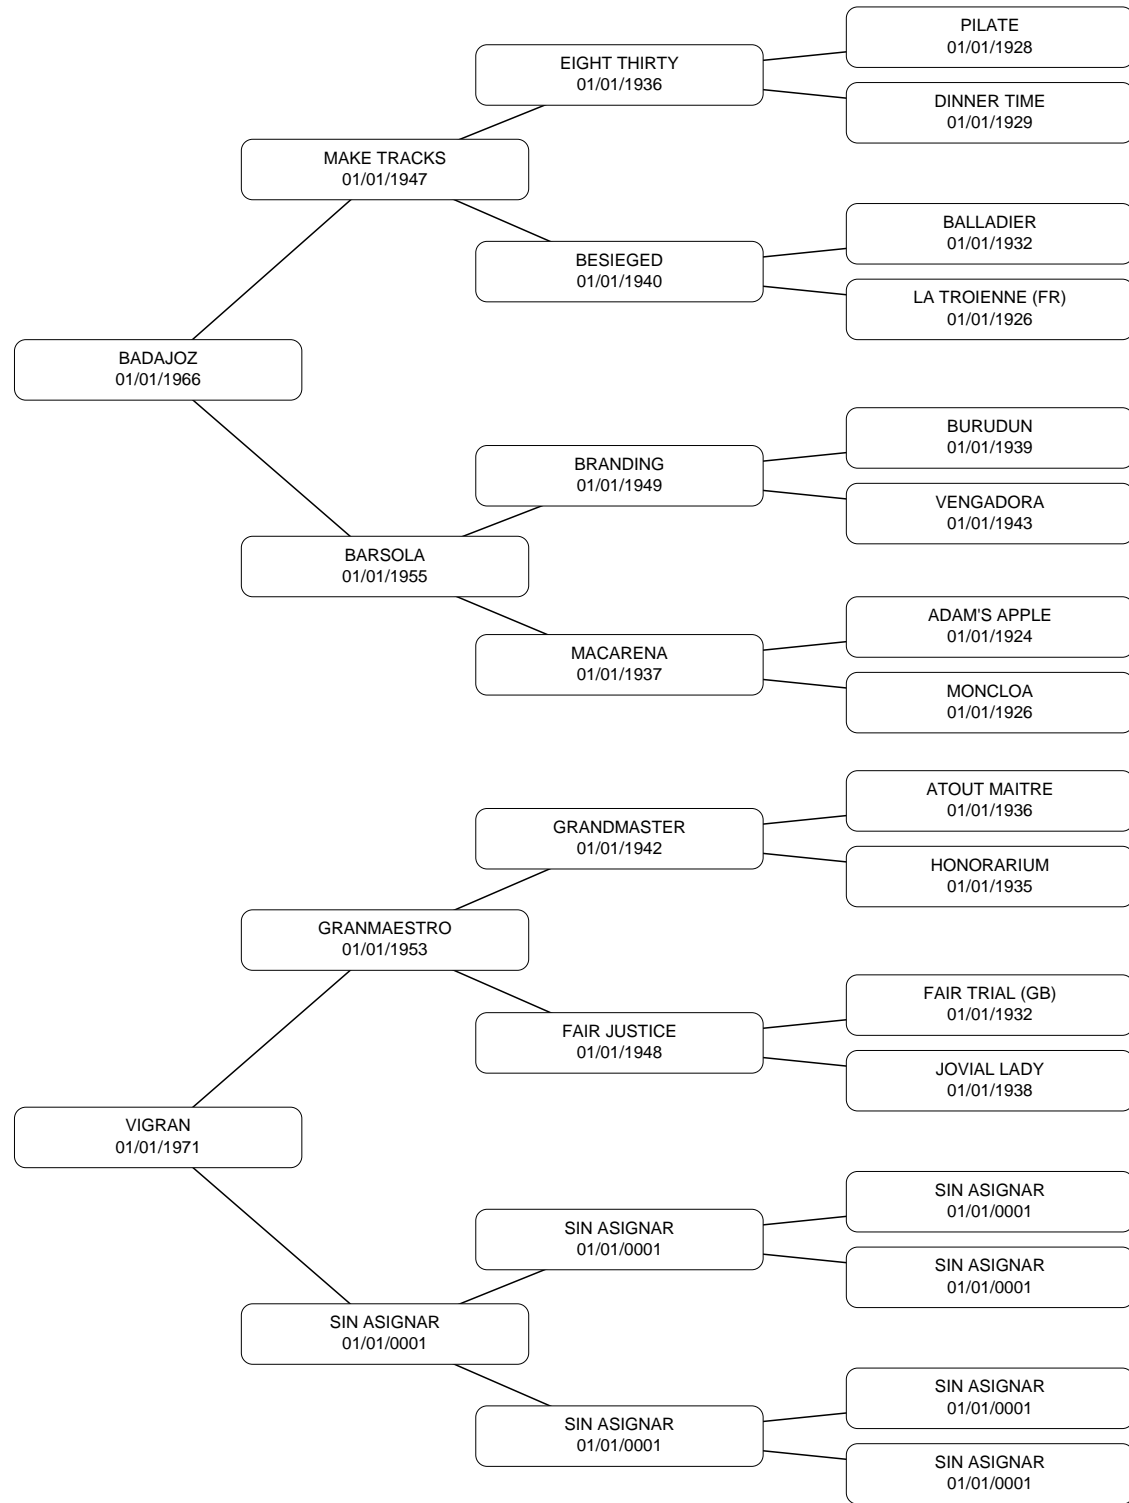 PILATE
01/01/1928
EIGHT THIRTY
01/01/1936
DINNER TIME
01/01/1929
MAKE TRACKS
01/01/1947
BALLADIER
01/01/1932
BESIEGED
01/01/1940
LA TROIENNE (FR)
01/01/1926
BADAJOZ
01/01/1966
BURUDUN
01/01/1939
BRANDING
01/01/1949
VENGADORA
01/01/1943
BARSOLA
01/01/1955
ADAM'S APPLE
01/01/1924
MACARENA
01/01/1937
MONCLOA
01/01/1926
ATOUT MAITRE
01/01/1936
GRANDMASTER
01/01/1942
HONORARIUM
01/01/1935
GRANMAESTRO
01/01/1953
FAIR TRIAL (GB)
01/01/1932
FAIR JUSTICE
01/01/1948
JOVIAL LADY
01/01/1938
VIGRAN
01/01/1971
SIN ASIGNAR
01/01/0001
SIN ASIGNAR
01/01/0001
SIN ASIGNAR
01/01/0001
SIN ASIGNAR
01/01/0001
SIN ASIGNAR
01/01/0001
SIN ASIGNAR
01/01/0001
SIN ASIGNAR
01/01/0001